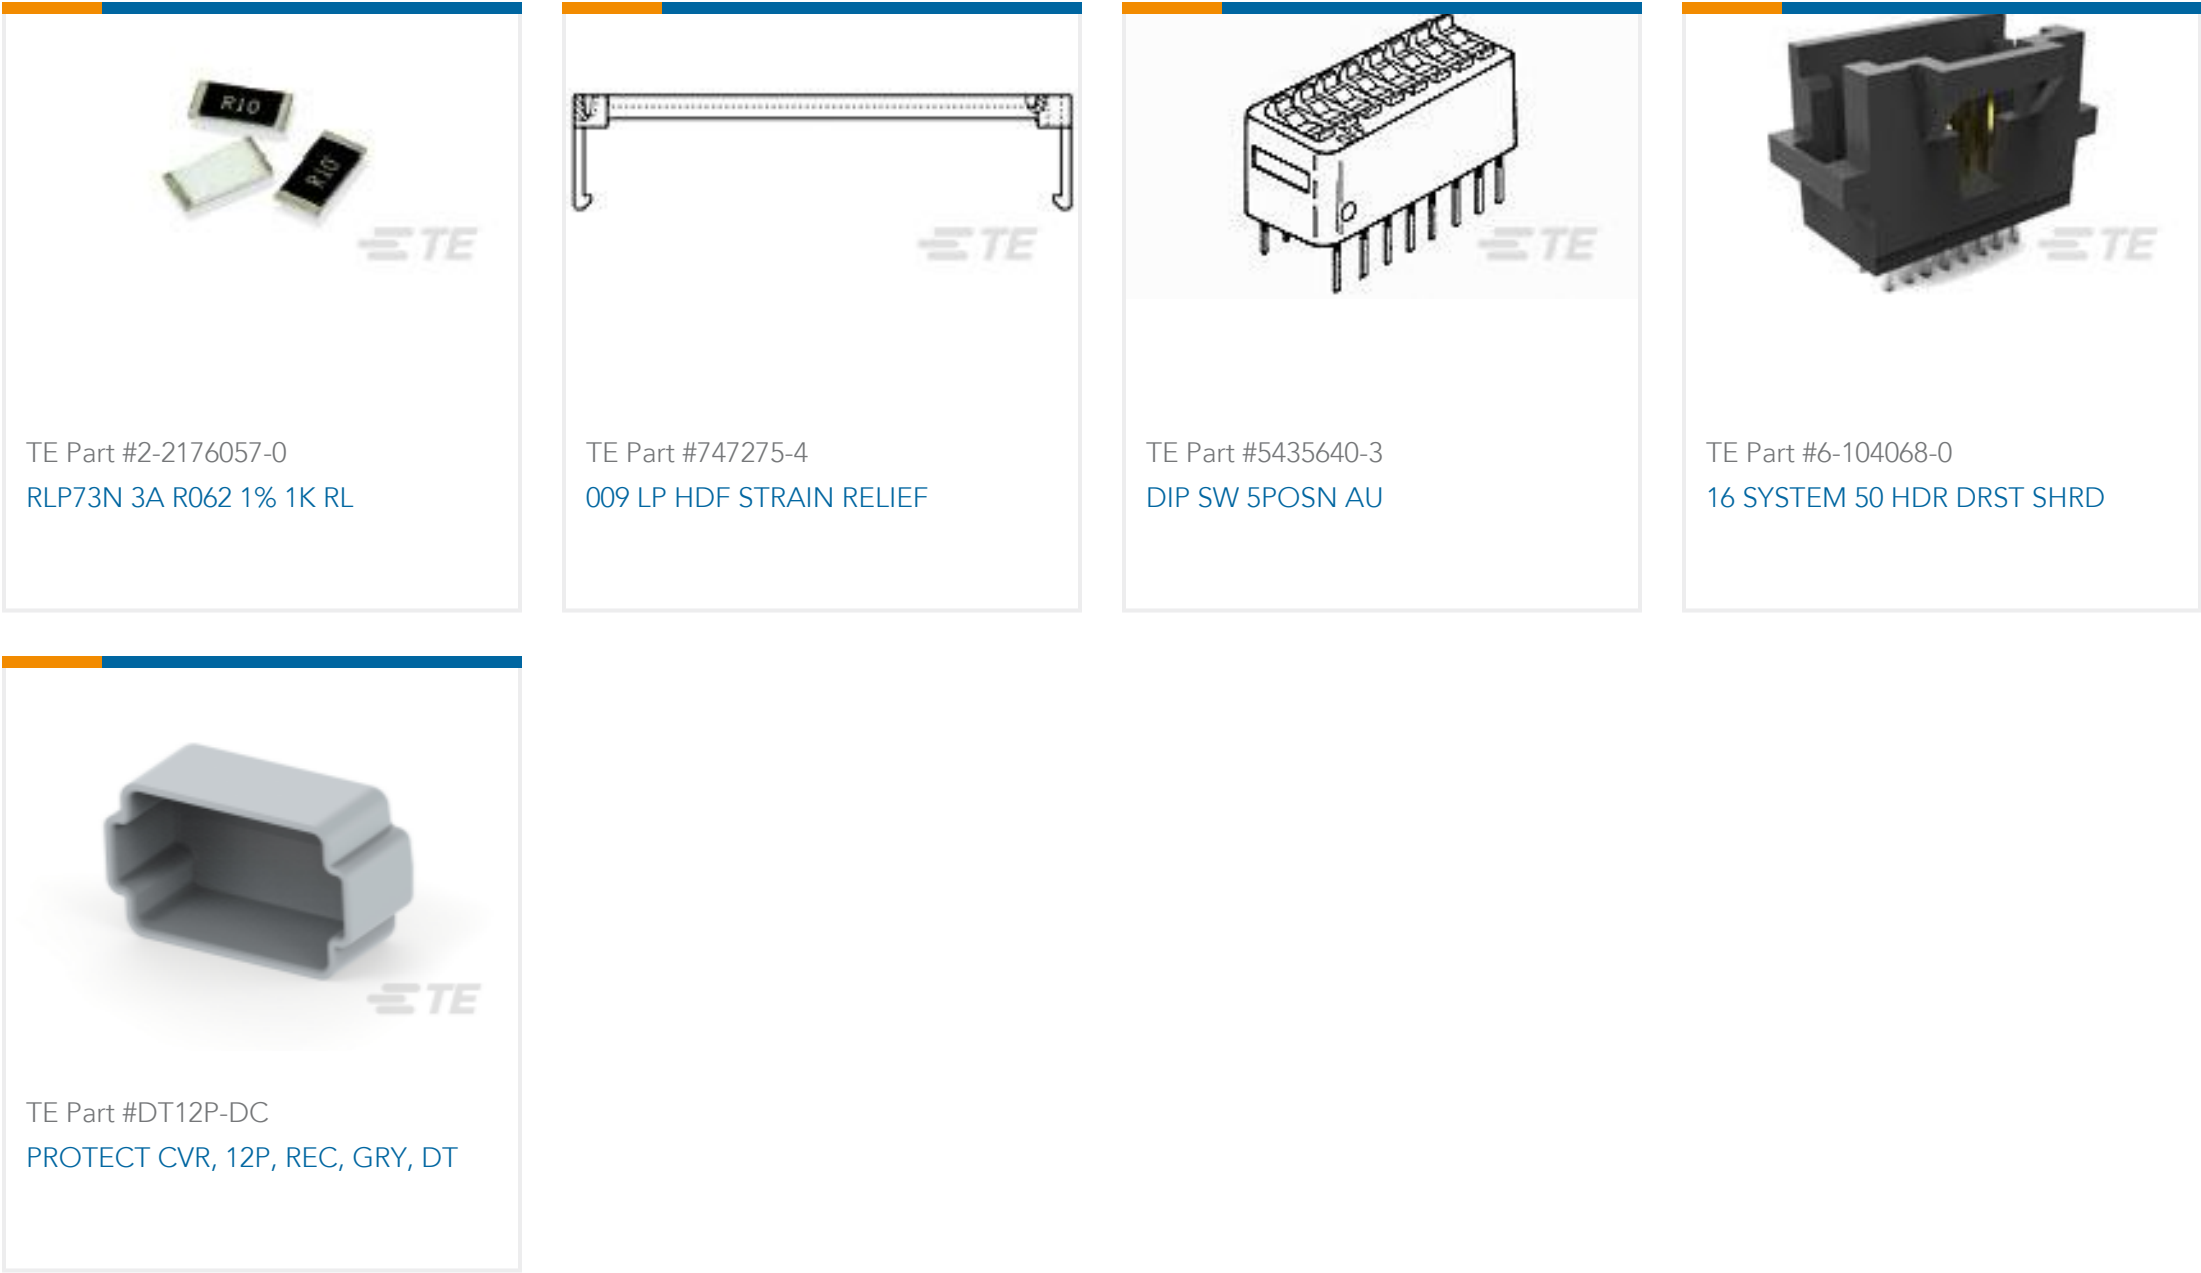 R10
R10
TE
TE Part #2-2176057-0
RLP73N 3A R062 1% 1K RL
TE
TE Part #747275-4
009 LP HDF STRAIN RELIEF
TE
TE Part #5435640-3
DIP SW 5POSN AU
TE
TE Part #6-104068-0
16 SYSTEM 50 HDR DRST SHRD
TE
TE Part #DT12P-DC
PROTECT CVR, 12P, REC, GRY, DT